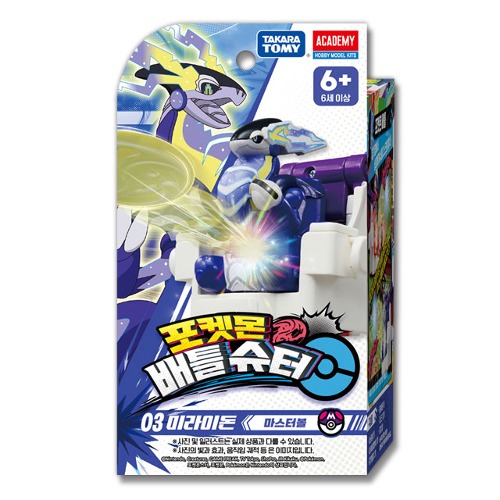 TAKARA TOMY
ACADEMY
HOBBY MODEL KITS
6+
6세 이상
포켓몬
배틀슈터
03 미라이돈
마스터볼
M
※사진 및 일러스트는 실제 상품과 다를 수 있습니다.
※사진의 빛과 효과, 움직임 궤적 등은 이미지입니다.